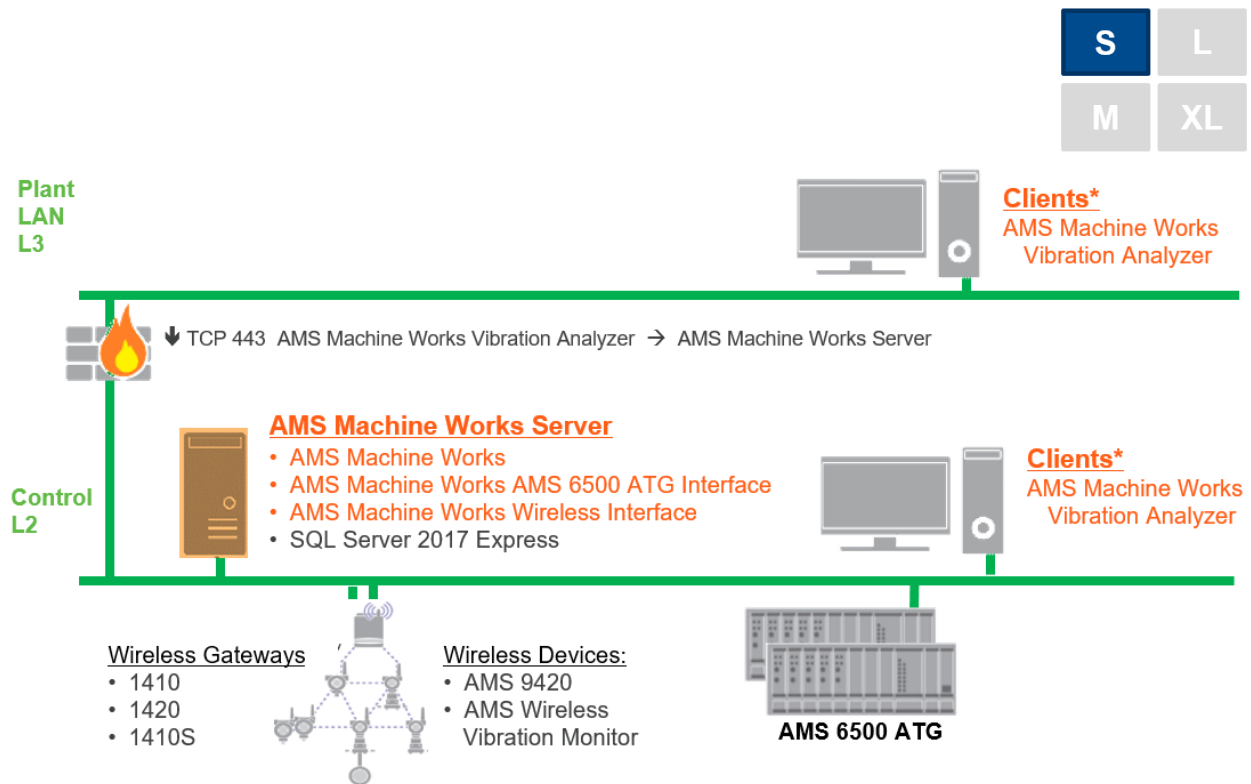 S
L
M
XL
Plant
LAN
L3
Clients*
AMS Machine Works
Vibration Analyzer
🡻 TCP 443 AMS Machine Works Vibration Analyzer → AMS Machine Works Server
AMS Machine Works Server
• AMS Machine Works
• AMS Machine Works AMS 6500 ATG Interface
• AMS Machine Works Wireless Interface
• SQL Server 2017 Express
Control
L2
Clients*
AMS Machine Works
Vibration Analyzer
Wireless Gateways
• 1410
• 1420
• 1410S
Wireless Devices:
• AMS 9420
• AMS Wireless
Vibration Monitor
AMS 6500 ATG